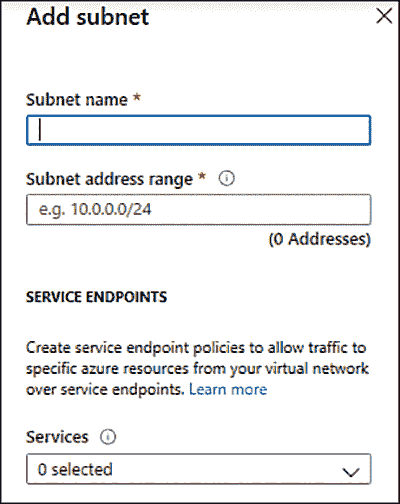 Add subnet
Subnet name *
Subnet address range *
e.g. 10.0.0.0/24
(0 Addresses)
SERVICE ENDPOINTS
Create service endpoint policies to allow traffic to
specific azure resources from your virtual network
over service endpoints. Learn more
Services
0 selected